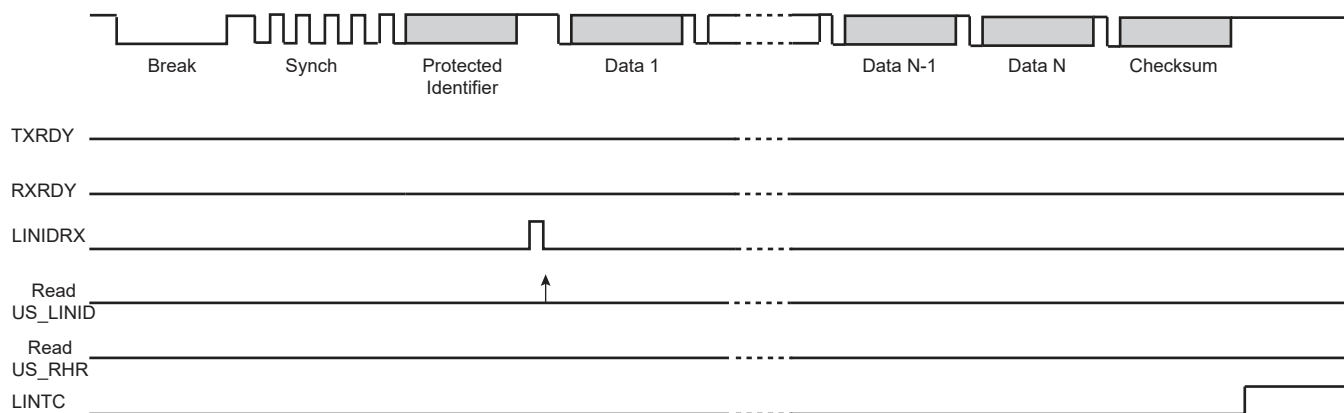 Break Synch Protected Data 1 Data N-1 Data N Checksum
Identifier
TXRDY
RXRDY
LINIDRX
Read
US_LINID
Read
US_RHR
LINTC